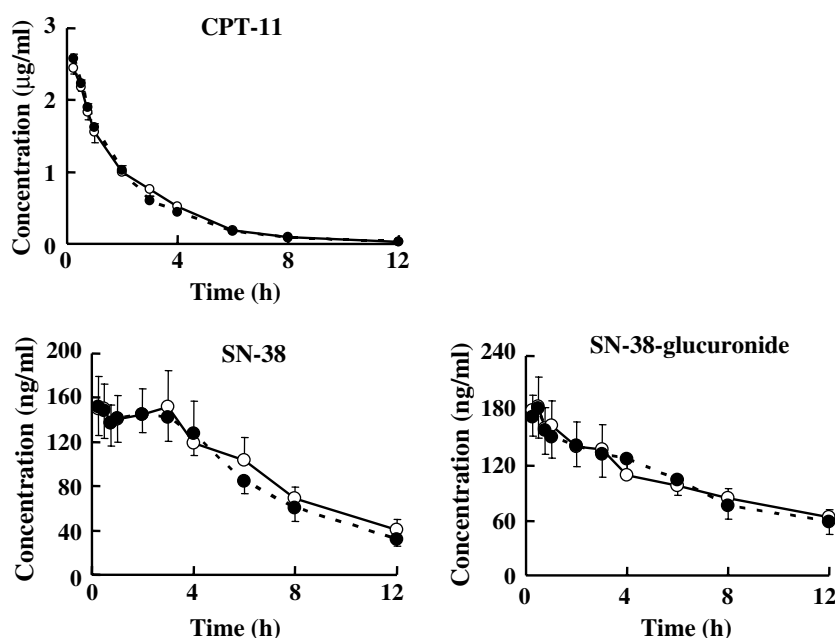 CPT-11
Concentration (µg/ml)
3
2
1
0
0 4 8 12
Time (h)
SN-38
Concentration (ng/ml)
200
160
120
80
40
0
0 4 8 12
Time (h)
SN-38-glucuronide
Concentration (ng/ml)
240
180
120
60
0
0 4 8 12
Time (h)